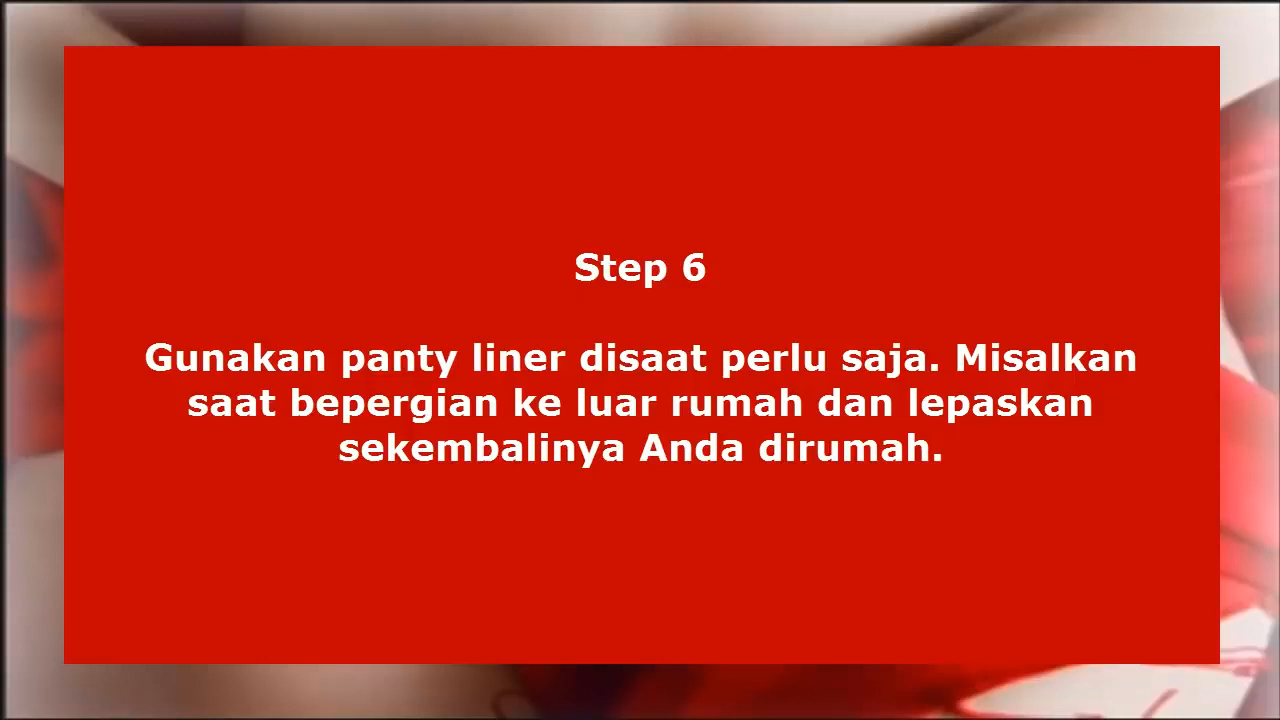 Step 6
Gunakan panty liner disaat perlu saja. Misalkan
saat bepergian ke luar rumah dan lepaskan
sekembalinya Anda dirumah.